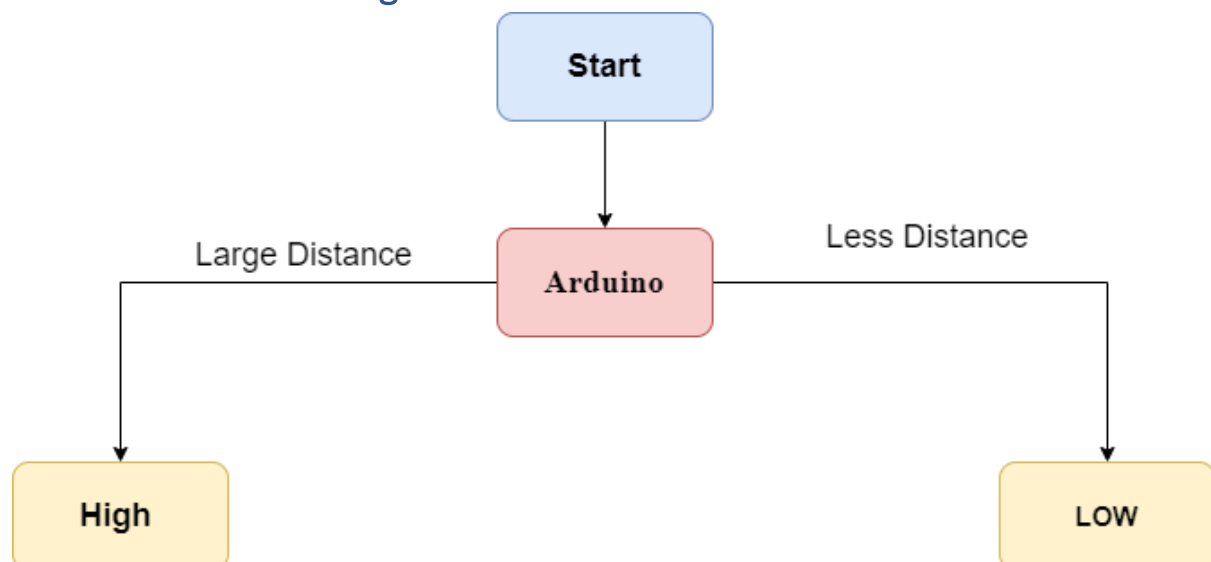 Start
Less Distance
Large Distance
Arduino
High
LOW